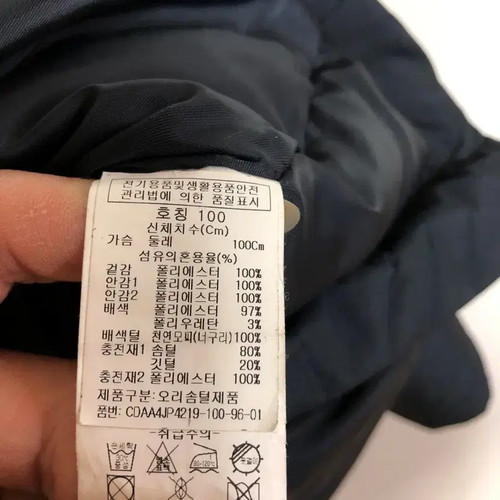 전기용품및생활용품안전
관리법에 의한 품질표시
호칭 100
신체치수(Cm)
가슴 둘레 100Cm
섬유의혼용율(%)
겉감 폴리에스터 100%
안감1 폴리에스터 100%
안감2 폴리에스터 100%
배색 폴리에스터 97%
폴리우레탄 3%
배색털 천연모피(너구리)100%
충전재1 솜털 80%
깃털 20%
충전재2 폴리에스터 100%
제품구분: 오리솜털제품
품번: CDAA4JP4219-100-96-01
-취급주의-
80~120℃